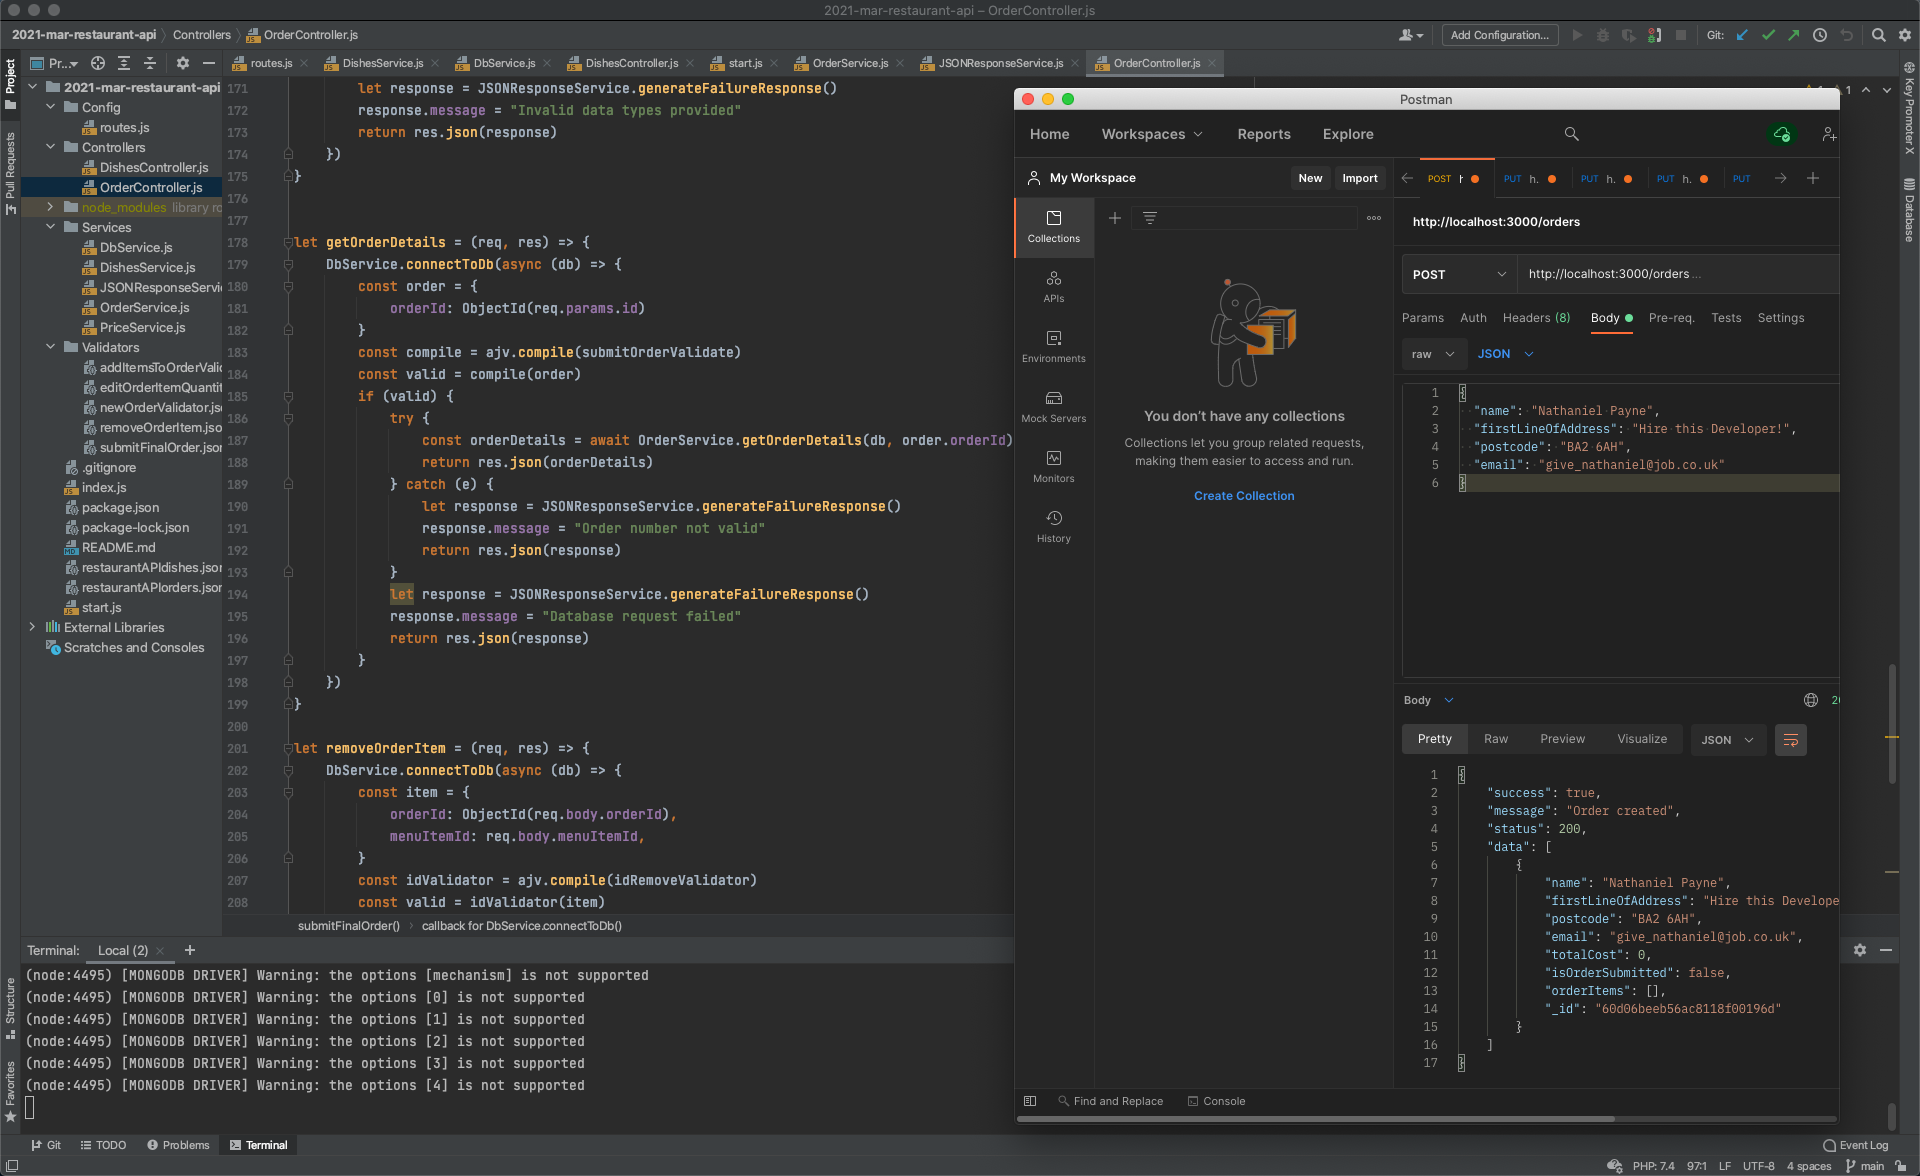 2021-mar-restaurant-api – OrderController.js
2021-mar-restaurant-api Controllers OrderController.js
Add Configuration... Git:
Pr...
routes.js DishesService.js DbService.js DishesController.js start.js OrderService.js JSONResponseService.js OrderController.js
Project
Pull Requests
Structure
Favorites
Key Promoter X
Database
2021-mar-restaurant-api
Config
routes.js
Controllers
DishesController.js
OrderController.js
node_modules library ro
Services
DbService.js
DishesService.js
JSONResponseServi
OrderService.js
PriceService.js
Validators
addItemsToOrderValid
editOrderItemQuantit
newOrderValidator.js
removeOrderItem.jso
submitFinalOrder.jsor
.gitignore
index.js
package.json
package-lock.json
README.md
restaurantAPIdishes.jsor
restaurantAPIorders.jsor
start.js
External Libraries
Scratches and Consoles
171 let response = JSONResponseService.generateFailureResponse()
172 response.message = "Invalid data types provided"
173 return res.json(response)
174 })
175 }
176
177
178 let getOrderDetails = (req, res) => {
179 DbService.connectToDb(async (db) => {
180 const order = {
181 orderId: ObjectId(req.params.id)
182 }
183 const compile = ajv.compile(submitOrderValidate)
184 const valid = compile(order)
185 if (valid) {
186 try {
187 const orderDetails = await OrderService.getOrderDetails(db, order.orderId)
188 return res.json(orderDetails)
189 } catch (e) {
190 let response = JSONResponseService.generateFailureResponse()
191 response.message = "Order number not valid"
192 return res.json(response)
193 }
194 let response = JSONResponseService.generateFailureResponse()
195 response.message = "Database request failed"
196 return res.json(response)
197 }
198 })
199 }
200
201 let removeOrderItem = (req, res) => {
202 DbService.connectToDb(async (db) => {
203 const item = {
204 orderId: ObjectId(req.body.orderId),
205 menuItemId: req.body.menuItemId,
206 }
207 const idValidator = ajv.compile(idRemoveValidator)
208 const valid = idValidator(item)
submitFinalOrder() callback for DbService.connectToDb()
Terminal: Local (2) +
(node:4495) [MONGODB DRIVER] Warning: the options [mechanism] is not supported
(node:4495) [MONGODB DRIVER] Warning: the options [0] is not supported
(node:4495) [MONGODB DRIVER] Warning: the options [1] is not supported
(node:4495) [MONGODB DRIVER] Warning: the options [2] is not supported
(node:4495) [MONGODB DRIVER] Warning: the options [3] is not supported
(node:4495) [MONGODB DRIVER] Warning: the options [4] is not supported
Git TODO Problems Terminal
Event Log
PHP: 7.4 97:1 LF UTF-8 4 spaces main
Postman
Home Workspaces Reports Explore
My Workspace New Import
POST h PUT h. PUT h. PUT h. PUT
Collections
APIs
Environments
Mock Servers
Monitors
History
You don't have any collections
Collections let you group related requests,
making them easier to access and run.
Create Collection
http://localhost:3000/orders
POST http://localhost:3000/orders ...
Params Auth Headers (8) Body Pre-req. Tests Settings
raw JSON
1 {
2 "name": "Nathaniel Payne",
3 "firstLineOfAddress": "Hire this Developer!",
4 "postcode": "BA2 6AH",
5 "email": "give_nathaniel@job.co.uk"
6 }
Body 20
Pretty Raw Preview Visualize JSON
1 {
2 "success": true,
3 "message": "Order created",
4 "status": 200,
5 "data": [
6 {
7 "name": "Nathaniel Payne",
8 "firstLineOfAddress": "Hire this Develope
9 "postcode": "BA2 6AH",
10 "email": "give_nathaniel@job.co.uk",
11 "totalCost": 0,
12 "isOrderSubmitted": false,
13 "orderItems": [],
14 "_id": "60d06beeb56ac8118f00196d"
15 }
16 ]
17 }
Find and Replace Console